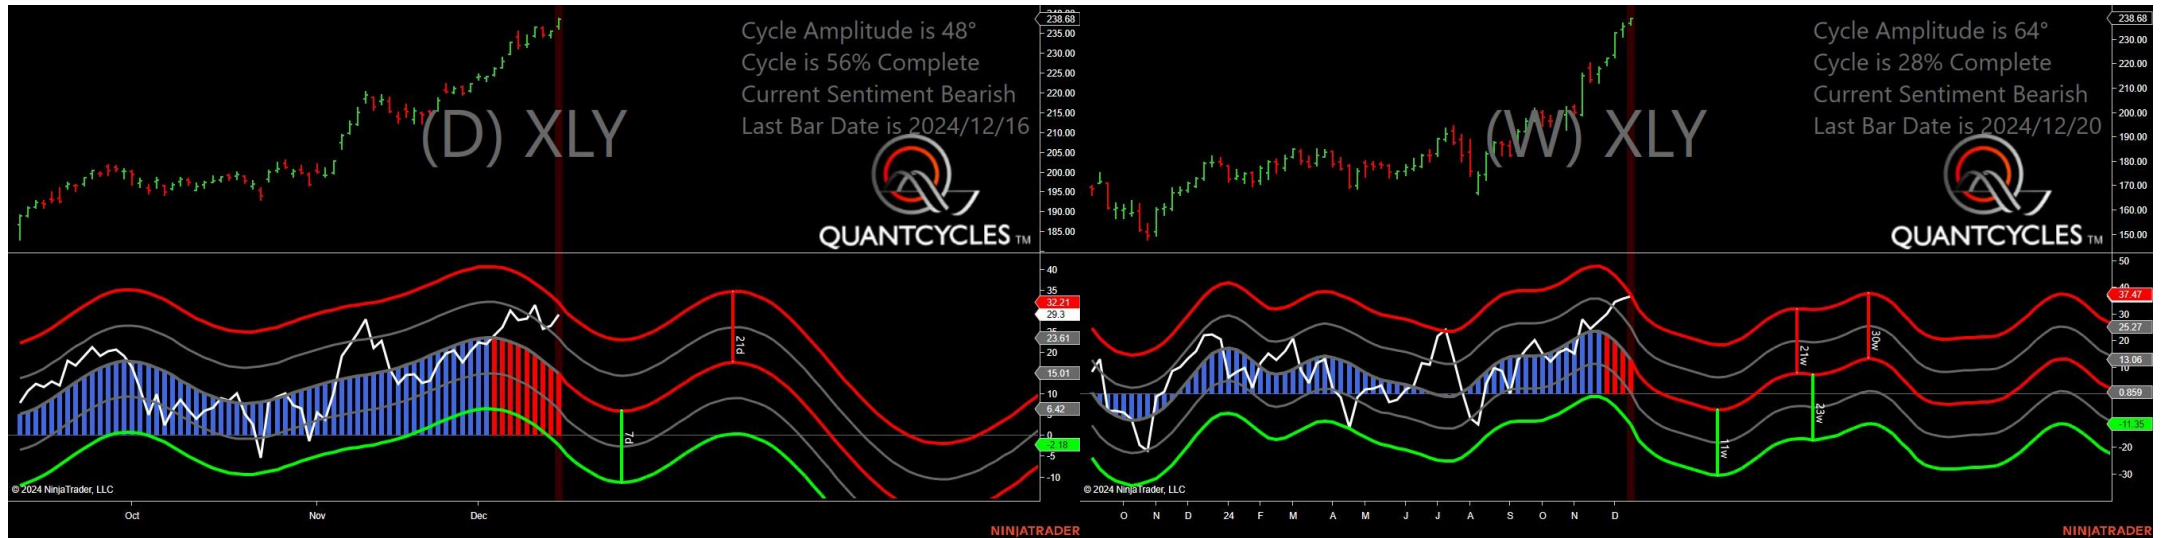 Cycle Amplitude is 48°
Cycle is 56% Complete
Current Sentiment Bearish
Last Bar Date is 2024/12/16
(D) XLY
QUANTCYCLES TM
238.68
235.00
230.00
225.00
220.00
215.00
210.00
205.00
200.00
195.00
190.00
185.00
40
35
32.21
29.3
25
23.61
20
15.01
10
6.42
0
-2.18
-5
-10
21d
7d
© 2024 NinjaTrader, LLC
Oct Nov Dec
NINJATRADER
Cycle Amplitude is 64°
Cycle is 28% Complete
Current Sentiment Bearish
Last Bar Date is 2024/12/20
(W) XLY
QUANTCYCLES TM
238.68
230.00
220.00
210.00
200.00
190.00
180.00
170.00
160.00
150.00
50
37.47
30
25.27
20
13.06
10
0.859
-11.35
-20
-30
21w
30w
23w
11w
© 2024 NinjaTrader, LLC
O N D 24 F M A M J J A S O N D
NINJATRADER